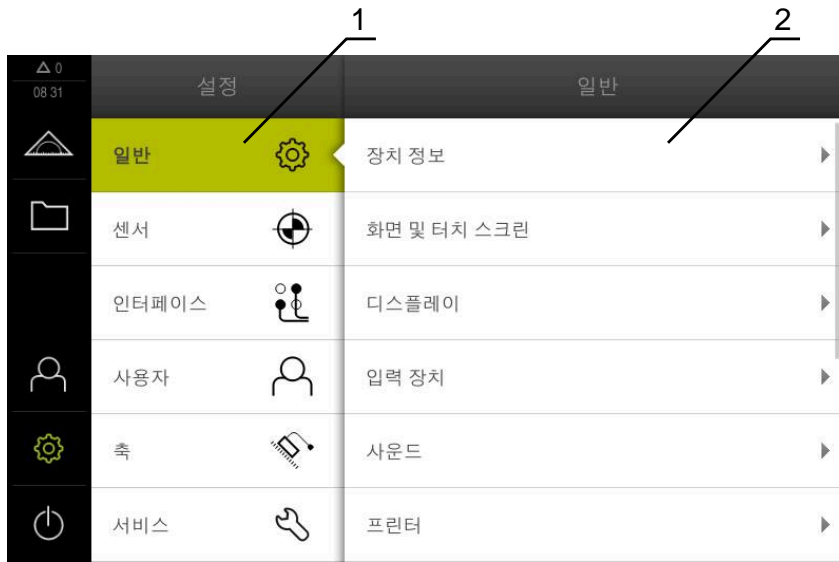 1
2
0
08 31
설정
일반
일반
장치 정보
센서
화면 및 터치 스크린
인터페이스
디스플레이
사용자
입력 장치
축
사운드
서비스
프린터